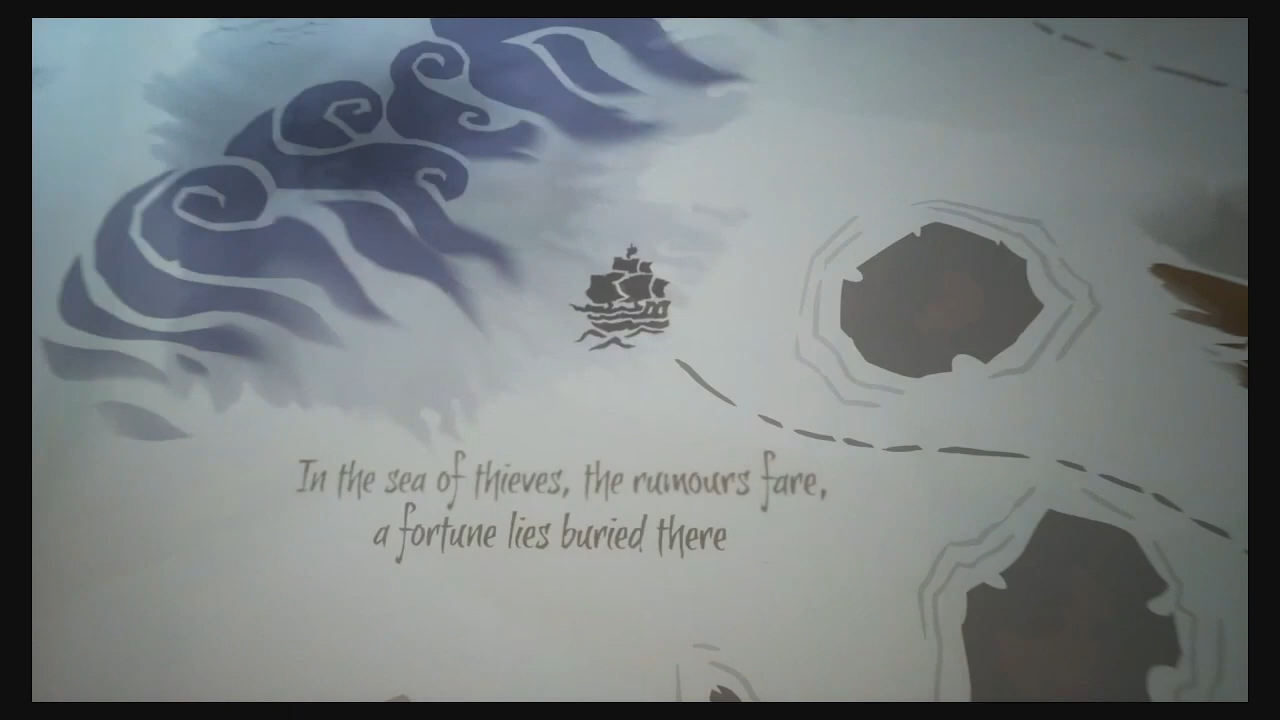 In the sea of thieves, the rumours fare,
a fortune lies buried there